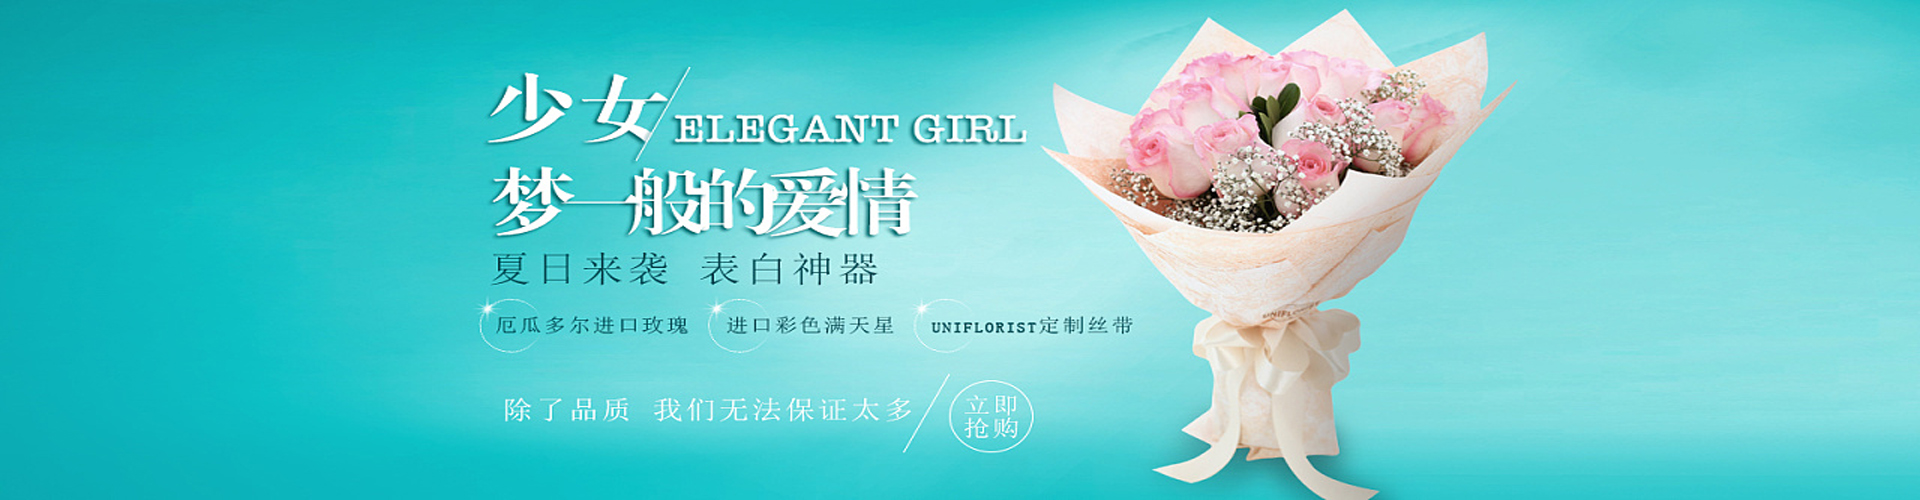 少女/ELEGANT GIRL
梦一般的爱情
夏日来袭 表白神器
厄瓜多尔进口玫瑰 进口彩色满天星 UNIFLORIST定制丝带
除了品质 我们无法保证太多/
立即
抢购